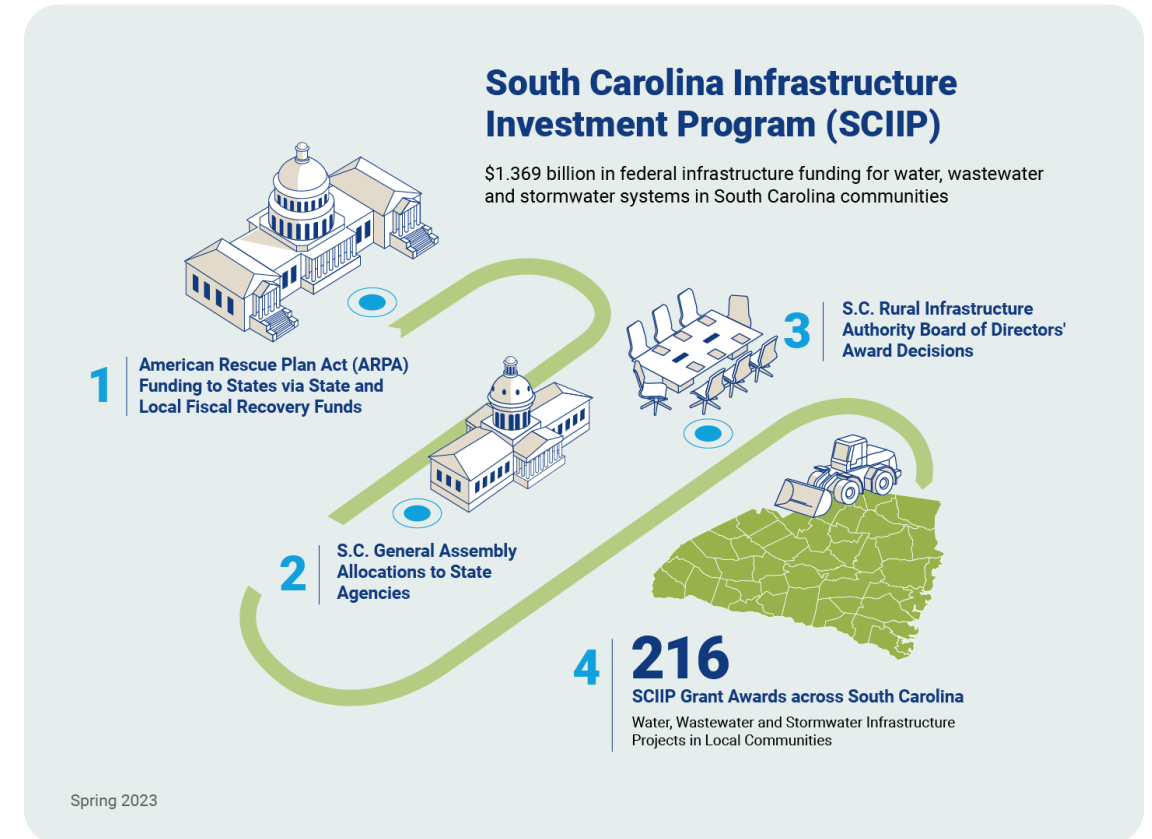 South Carolina Infrastructure
Investment Program (SCIIP)
$1.369 billion in federal infrastructure funding for water, wastewater
and stormwater systems in South Carolina communities
1
American Rescue Plan Act (ARPA)
Funding to States via State and
Local Fiscal Recovery Funds
2
S.C. General Assembly
Allocations to State
Agencies
3
S.C. Rural Infrastructure
Authority Board of Directors'
Award Decisions
4
216
SCIIP Grant Awards across South Carolina
Water, Wastewater and Stormwater Infrastructure
Projects in Local Communities
Spring 2023